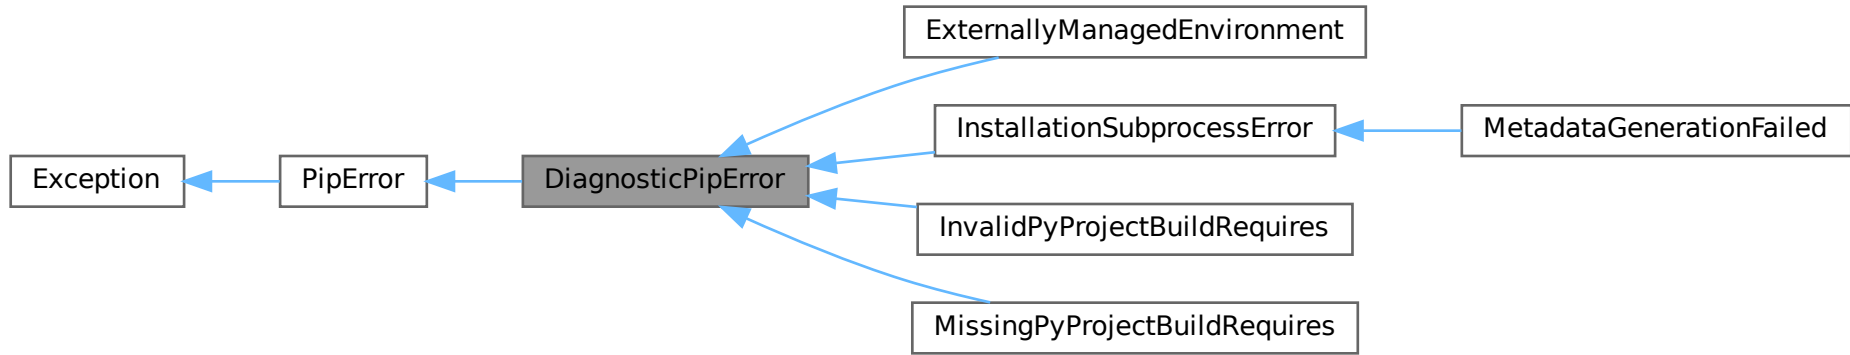 ExternallyManagedEnvironment
InstallationSubprocessError
MetadataGenerationFailed
Exception
PipError
DiagnosticPipError
InvalidPyProjectBuildRequires
MissingPyProjectBuildRequires